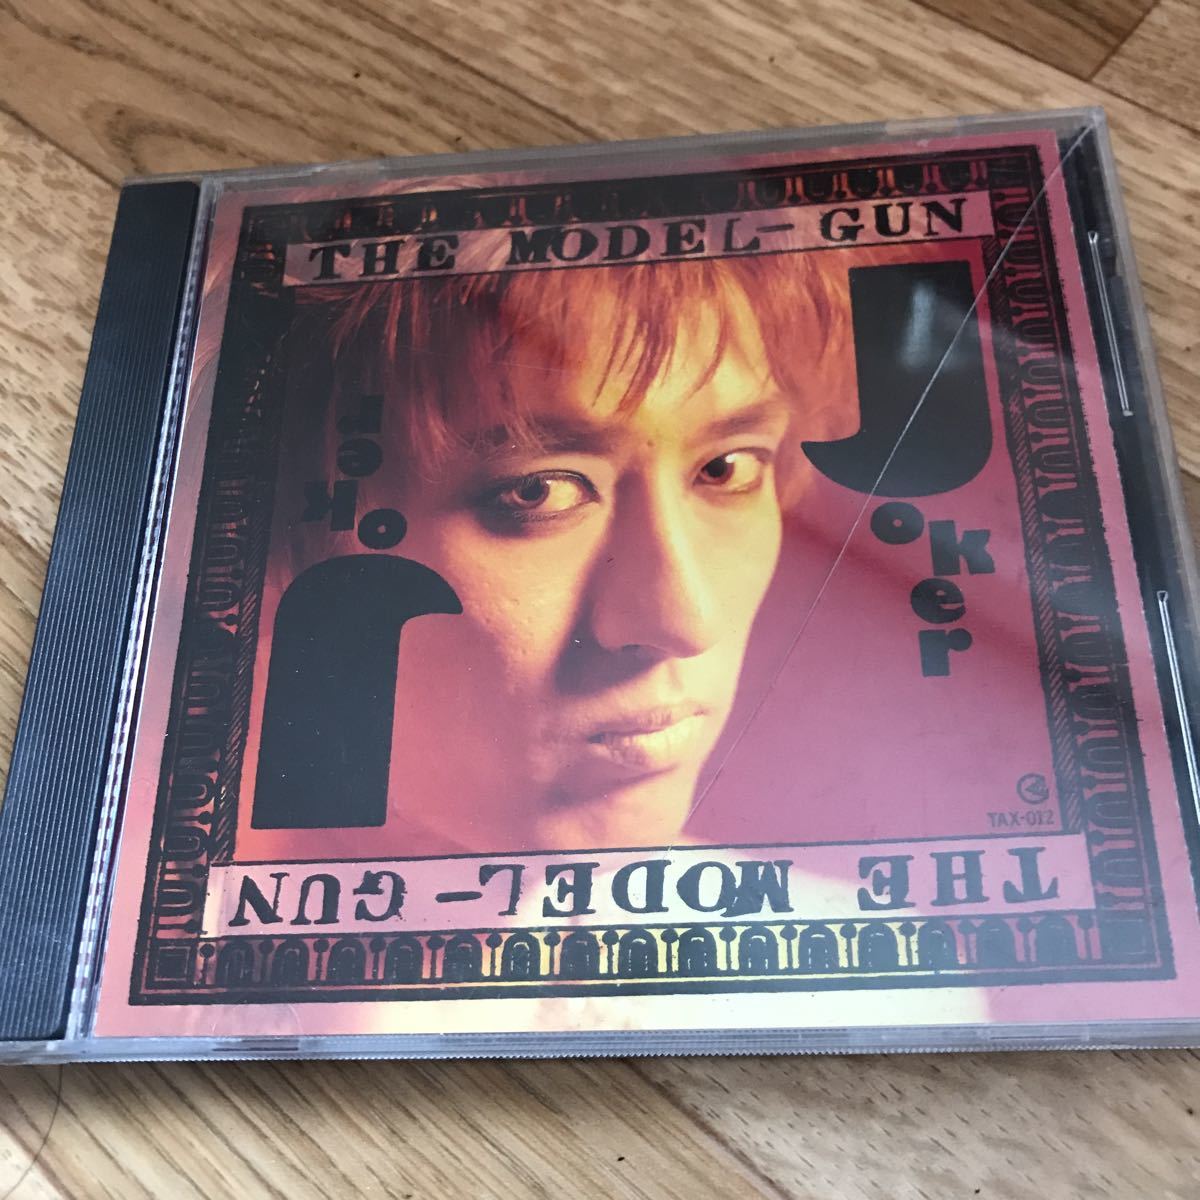 THE MODEL-GUN
Joker
Joker
TAX-012
THE MODEL-GUN